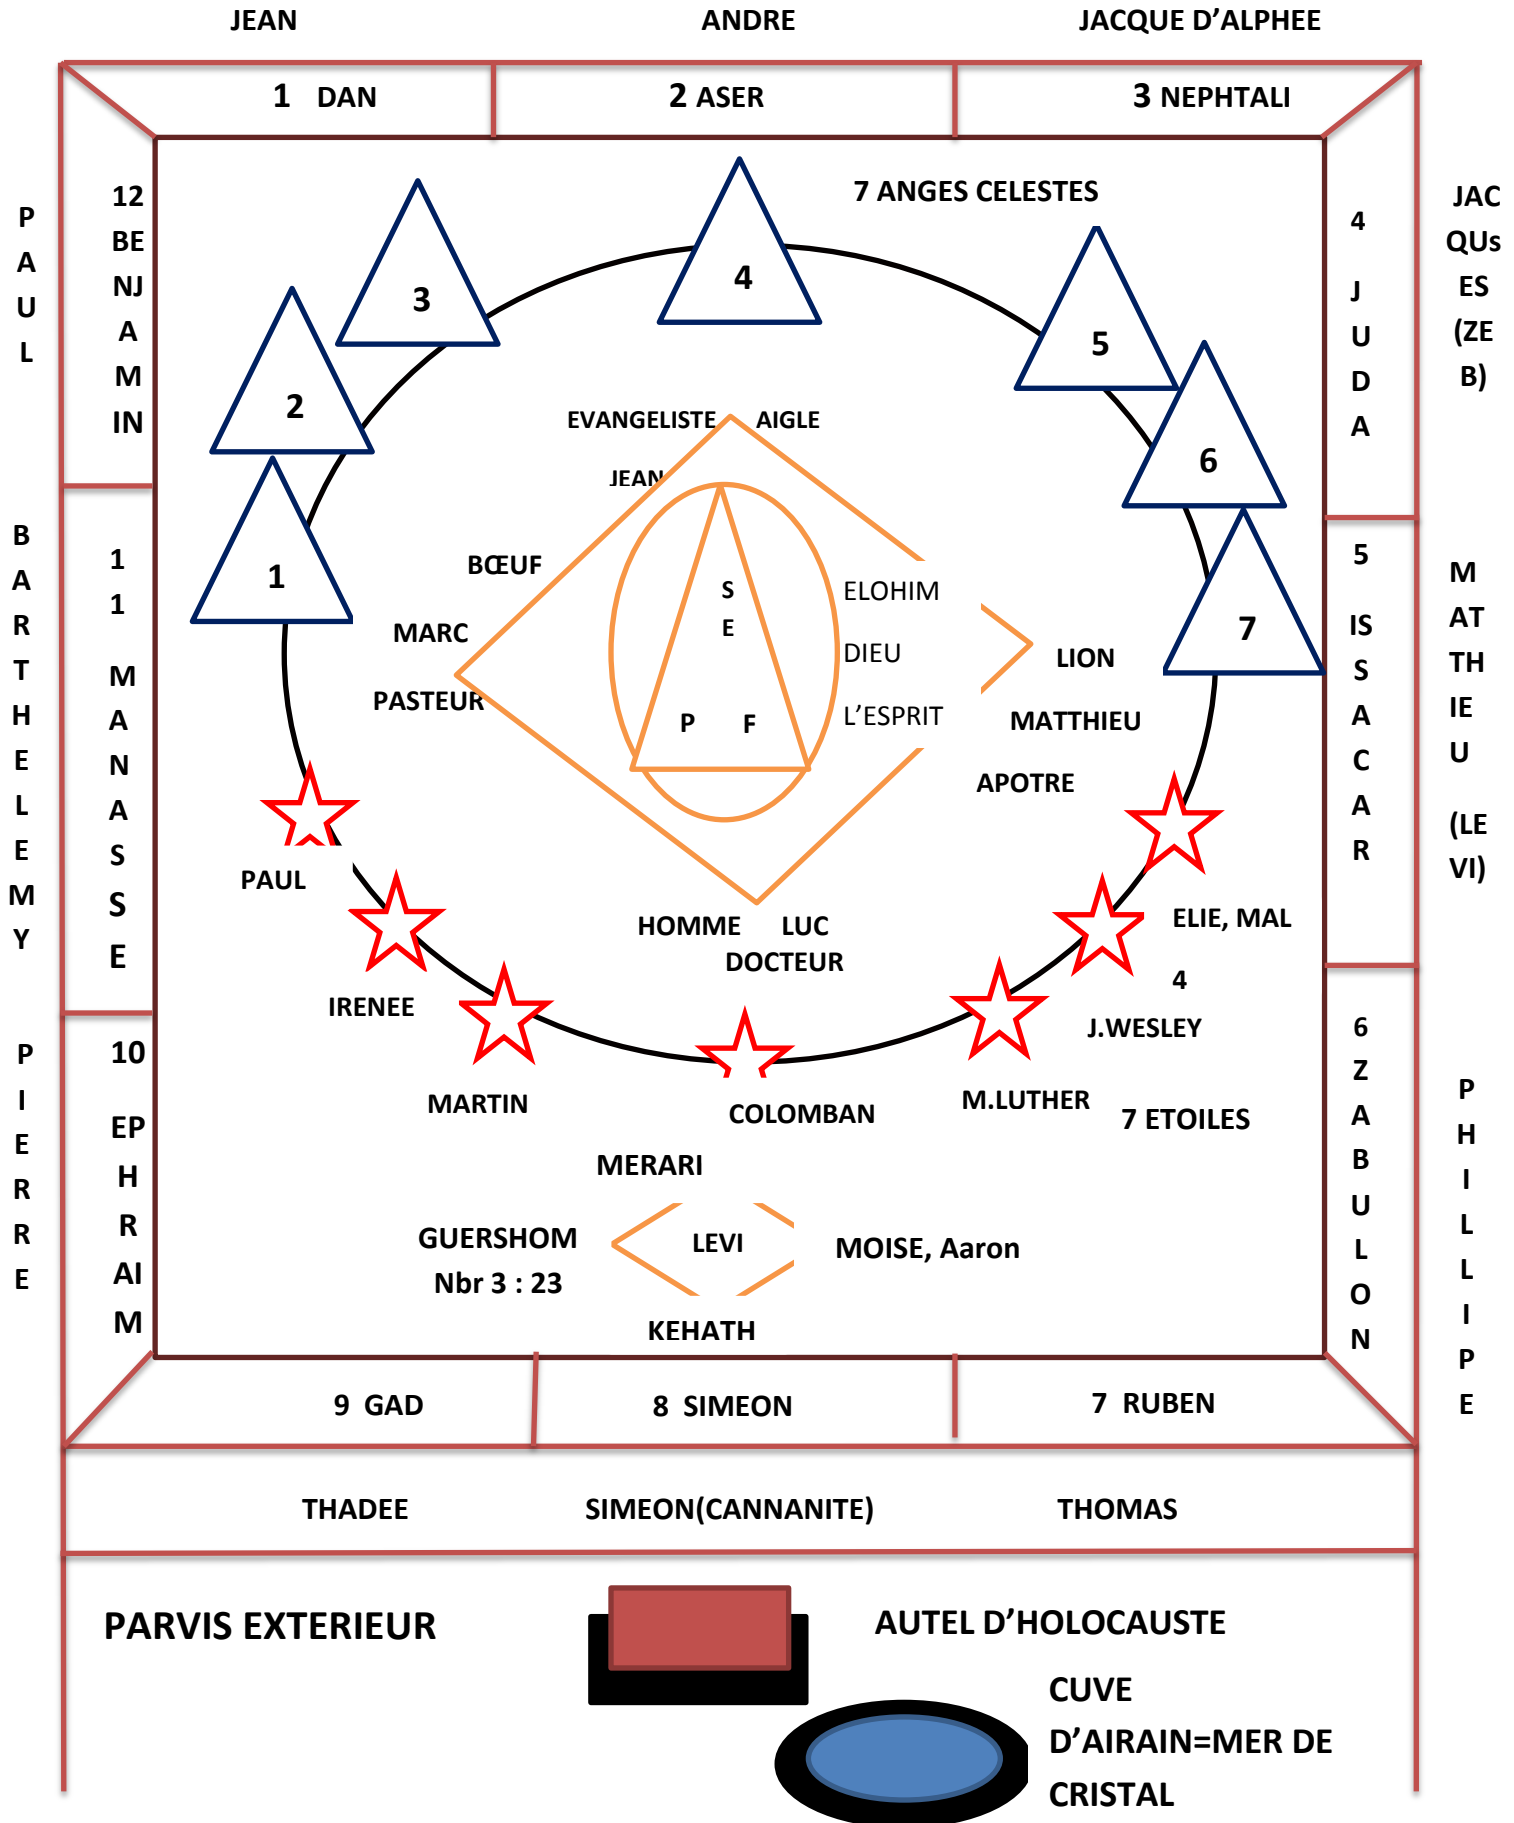 JEAN ANDRE JACQUE D'ALPHEE
1 DAN 2 ASER 3 NEPHTALI
P
A
U
L
12
BE
NJ
A
M
IN
7 ANGES CELESTES
4
J
U
D
A
JAC
QUs
ES
(ZE
B)
1
2
3
4
5
6
7
B
A
R
T
H
E
L
E
M
Y
1
1
M
A
N
A
S
S
E
EVANGELISTE AIGLE
JEAN
BŒUF
MARC
PASTEUR
S
E
P F
ELOHIM
DIEU
L'ESPRIT
LION
MATTHIEU
APOTRE
HOMME LUC
DOCTEUR
5
IS
S
A
C
A
R
M
AT
TH
IE
U
(LE
VI)
PAUL
IRENEE
MARTIN
COLOMBAN
M.LUTHER
J.WESLEY
4
ELIE, MAL
7 ETOILES
P
I
E
R
R
E
10
EP
H
R
AI
M
MERARI
GUERSHOM
Nbr 3 : 23
LEVI
MOISE, Aaron
KEHATH
6
Z
A
B
U
L
O
N
P
H
I
L
L
I
P
E
9 GAD 8 SIMEON 7 RUBEN
THADEE SIMEON(CANNANITE) THOMAS
PARVIS EXTERIEUR
AUTEL D'HOLOCAUSTE
CUVE
D'AIRAIN=MER DE
CRISTAL